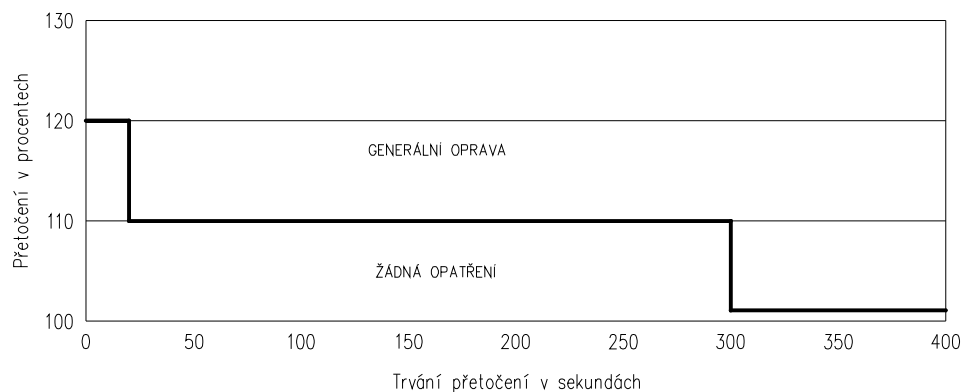 130
120
110
100
Přetočení v procentech
GENERÁLNÍ OPRAVA
ŽÁDNÁ OPATŘENÍ
0 50 100 150 200 250 300 350 400
Trvání přetočení v sekundách